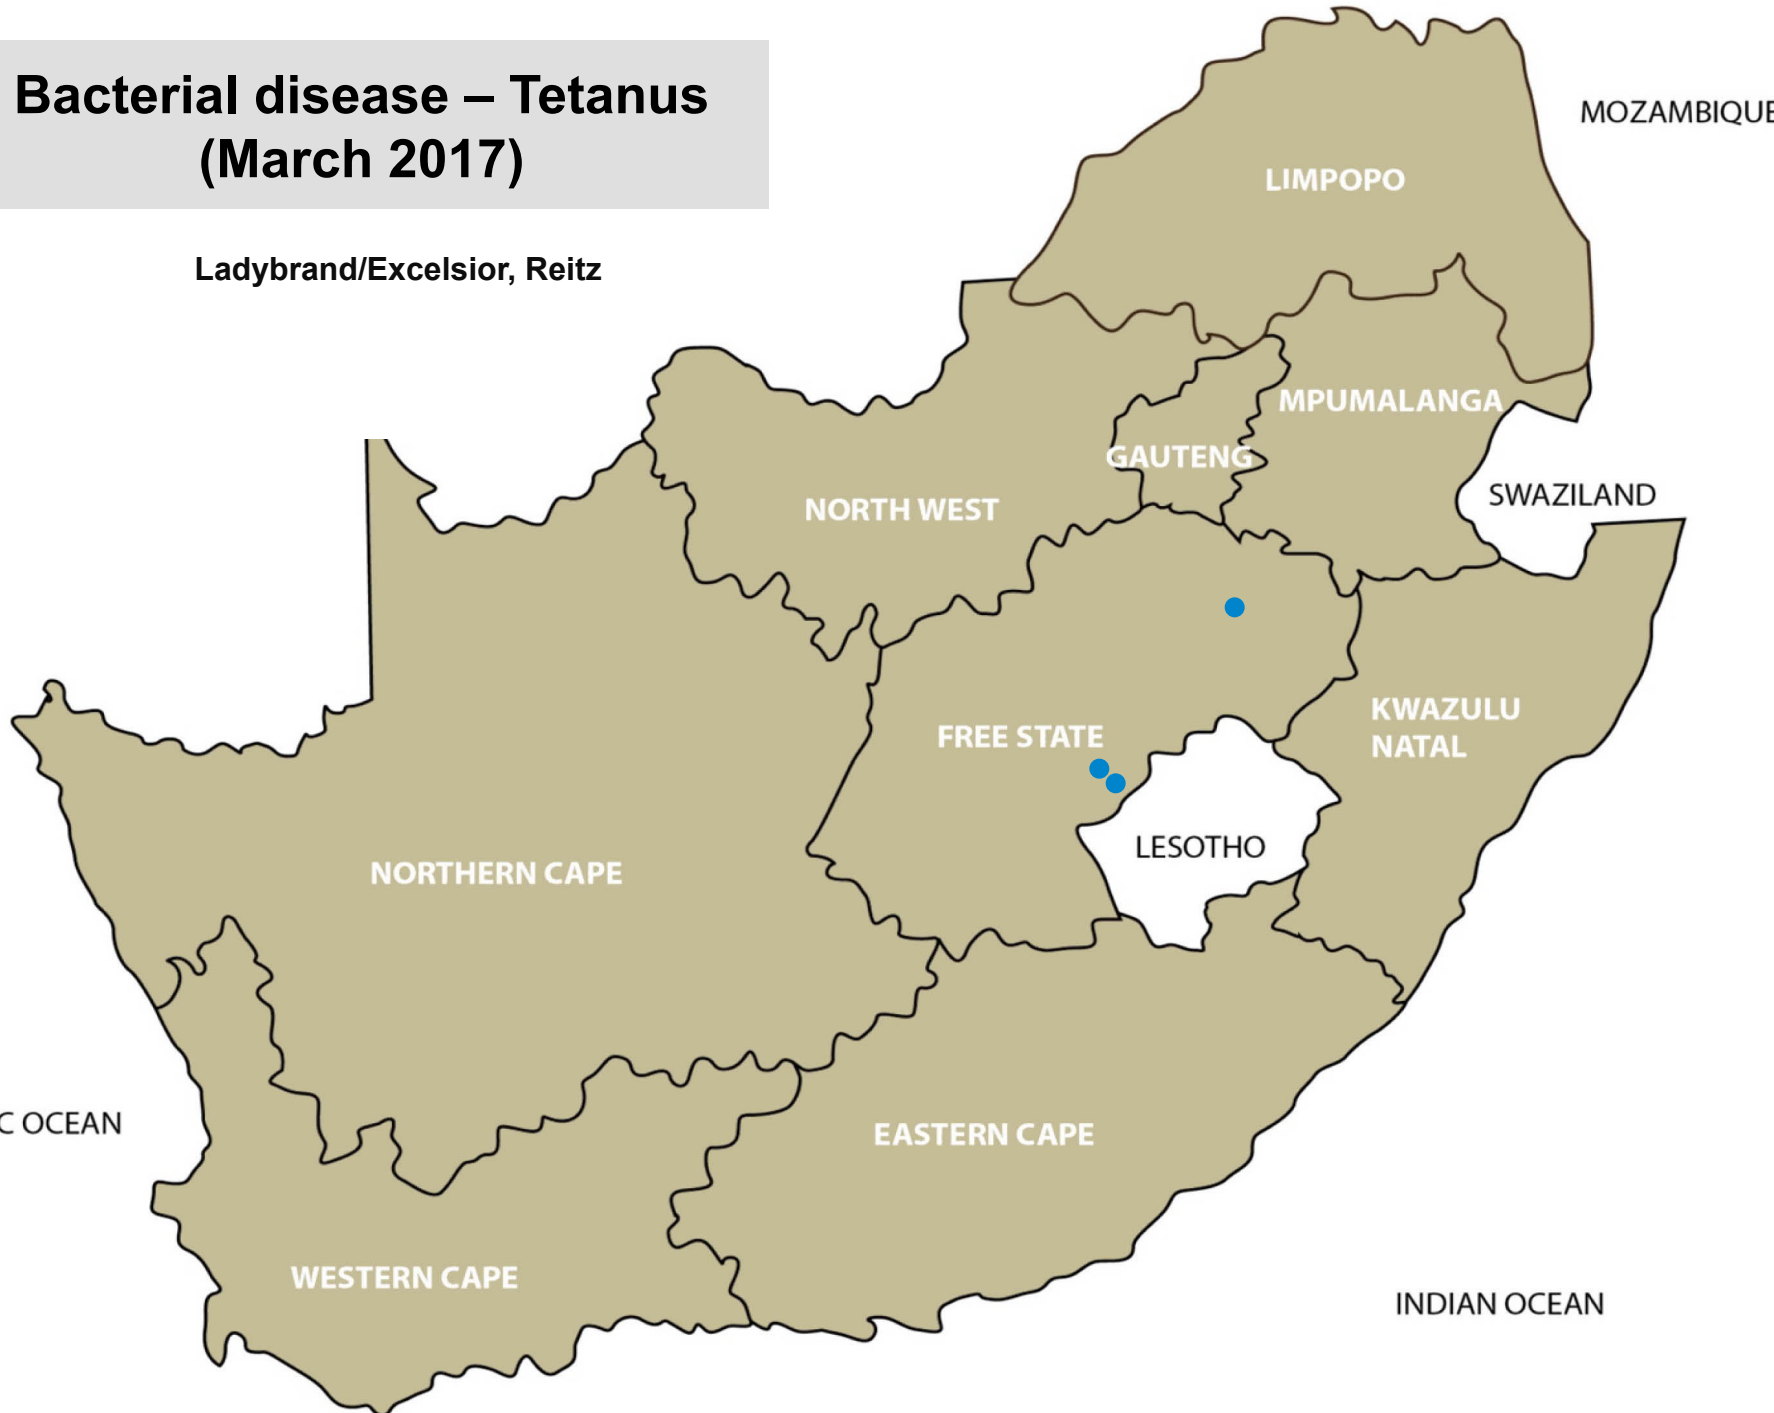 Bacterial disease – Tetanus
(March 2017)
Ladybrand/Excelsior, Reitz
MOZAMBIQUE
LIMPOPO
MPUMALANGA
GAUTENG
NORTH WEST
SWAZILAND
KWAZULU
NATAL
FREE STATE
LESOTHO
NORTHERN CAPE
C OCEAN
EASTERN CAPE
WESTERN CAPE
INDIAN OCEAN